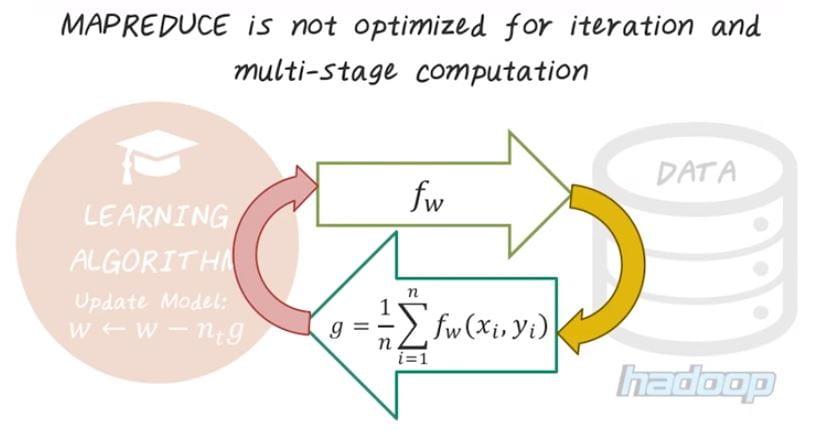 MAPREDUCE is not optimized for iteration and
multi-stage computation
LEARNING
ALGORITHM
Update Model:
w ← w − n_t g
f_w
g = \frac{1}{n} \sum_{i=1}^{n} f_w(x_i, y_i)
DATA
hadoop